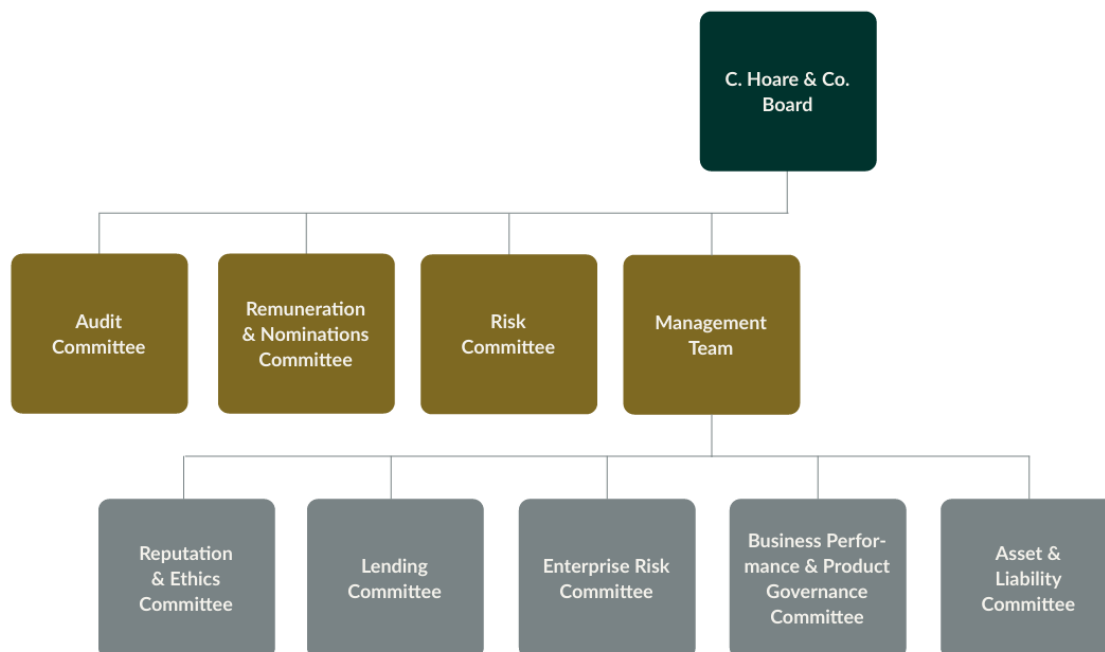 C. Hoare & Co.
Board
Audit
Committee
Remuneration
& Nominations
Committee
Risk
Committee
Management
Team
Reputation
& Ethics
Committee
Lending
Committee
Enterprise Risk
Committee
Business Perfor-
mance & Product
Governance
Committee
Asset &
Liability
Committee